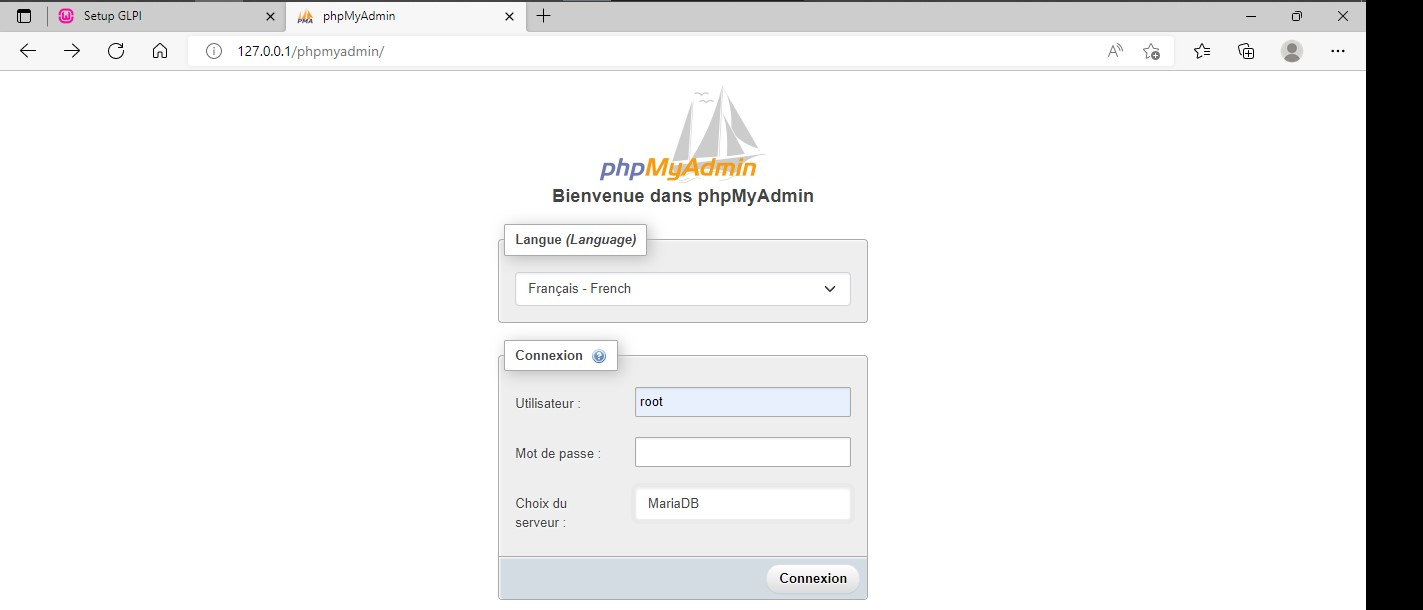 Setup GLPI
phpMyAdmin
127.0.0.1/phpmyadmin/
phpMyAdmin
Bienvenue dans phpMyAdmin
Langue (Language)
Français - French
Connexion
Utilisateur :
root
Mot de passe :
Choix du
serveur :
MariaDB
Connexion